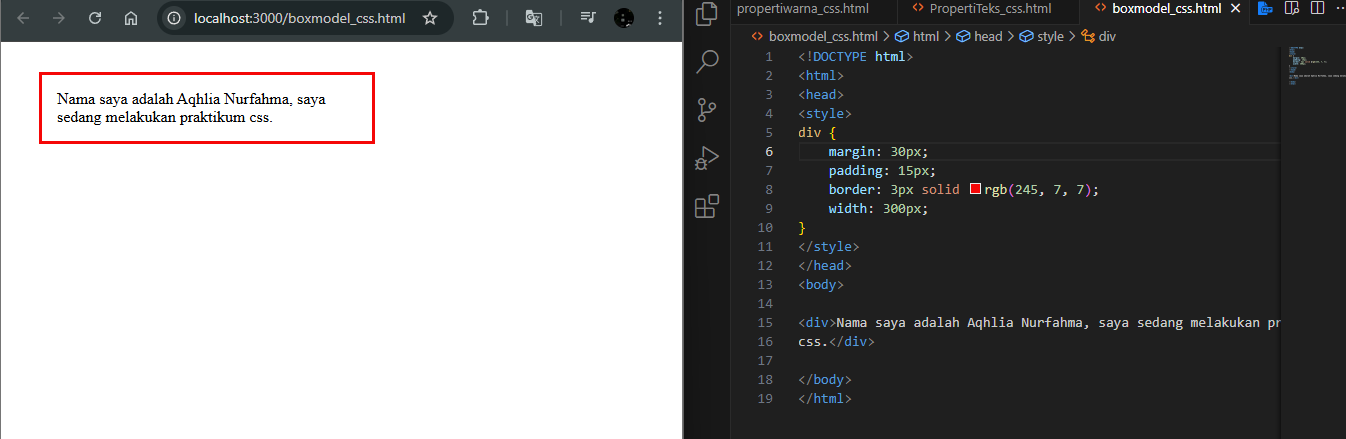 localhost:3000/boxmodel_css.html
Nama saya adalah Aqhlia Nurfahma, saya
sedang melakukan praktikum css.
propertiwarna_css.html
PropertiTeks_css.html
boxmodel_css.html
boxmodel_css.html > html > head > style > div
1 <!DOCTYPE html>
2 <html>
3 <head>
4 <style>
5 div {
6 margin: 30px;
7 padding: 15px;
8 border: 3px solid rgb(245, 7, 7);
9 width: 300px;
10 }
11 </style>
12 </head>
13 <body>
14
15 <div>Nama saya adalah Aqhlia Nurfahma, saya sedang melakukan pr
16 css.</div>
17
18 </body>
19 </html>